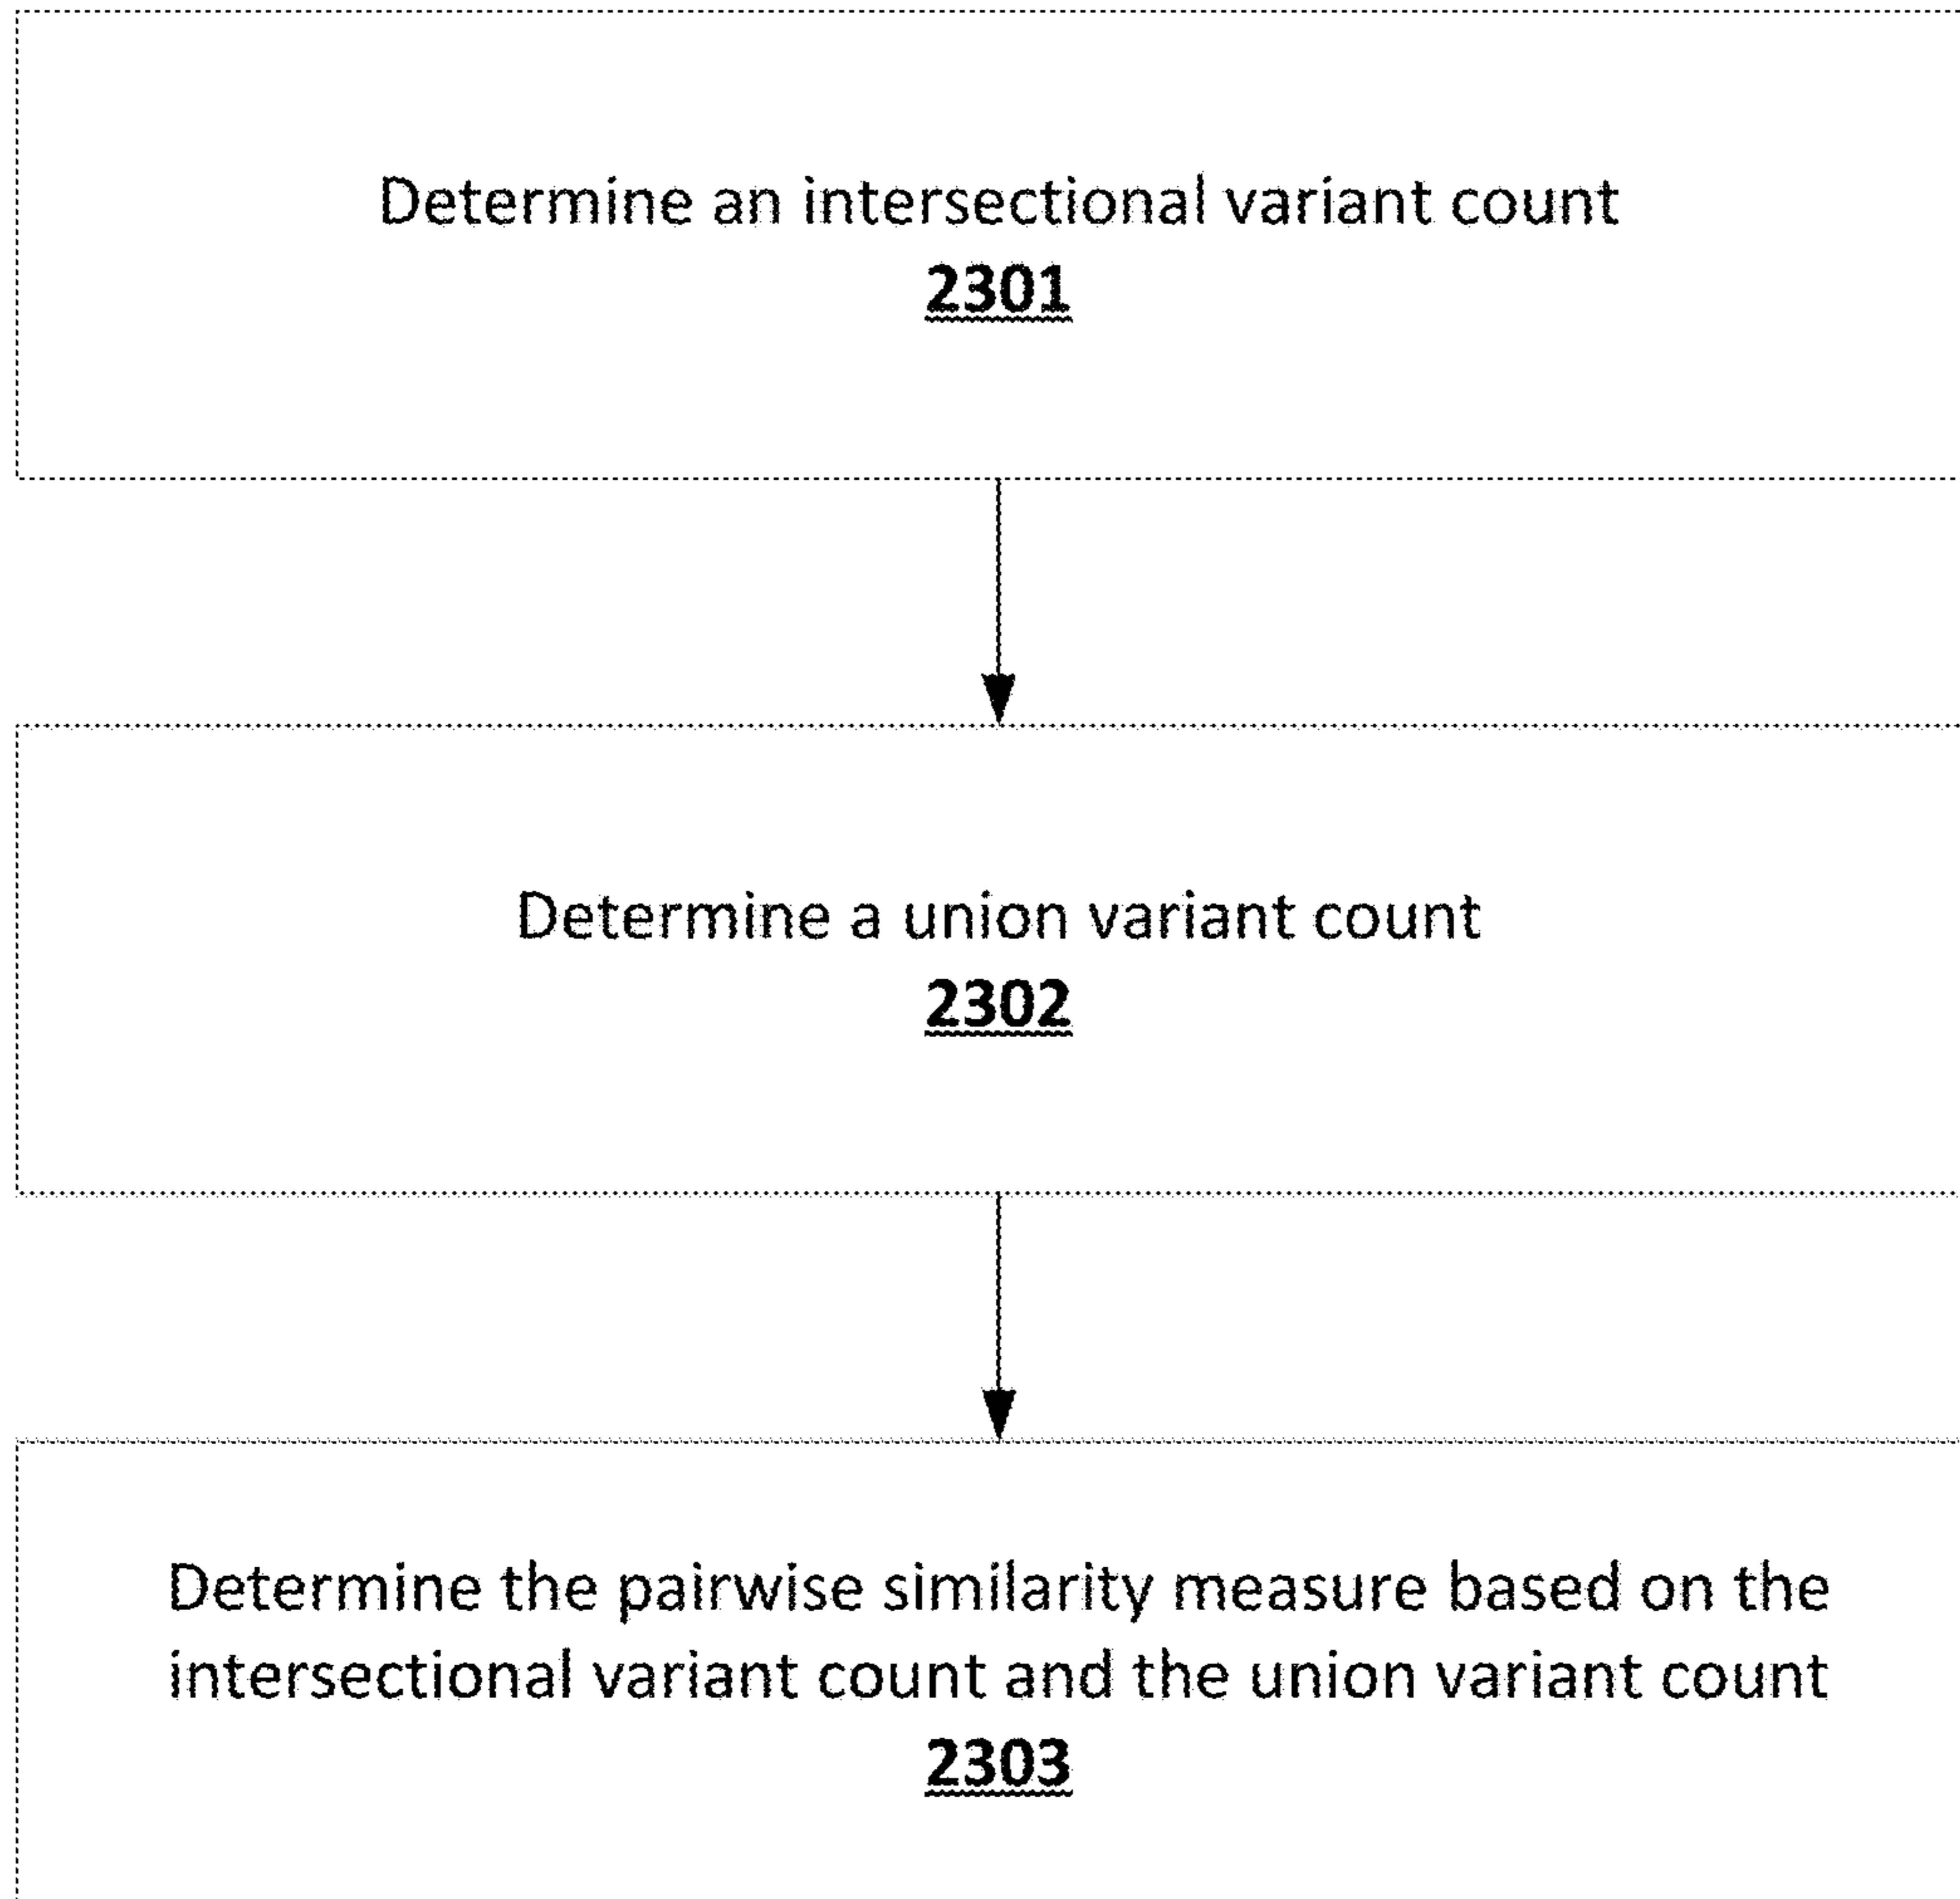 Determine an intersectional variant count
2301
Determine a union variant count
2302
Determine the pairwise similarity measure based on the
intersectional variant count and the union variant count
2303